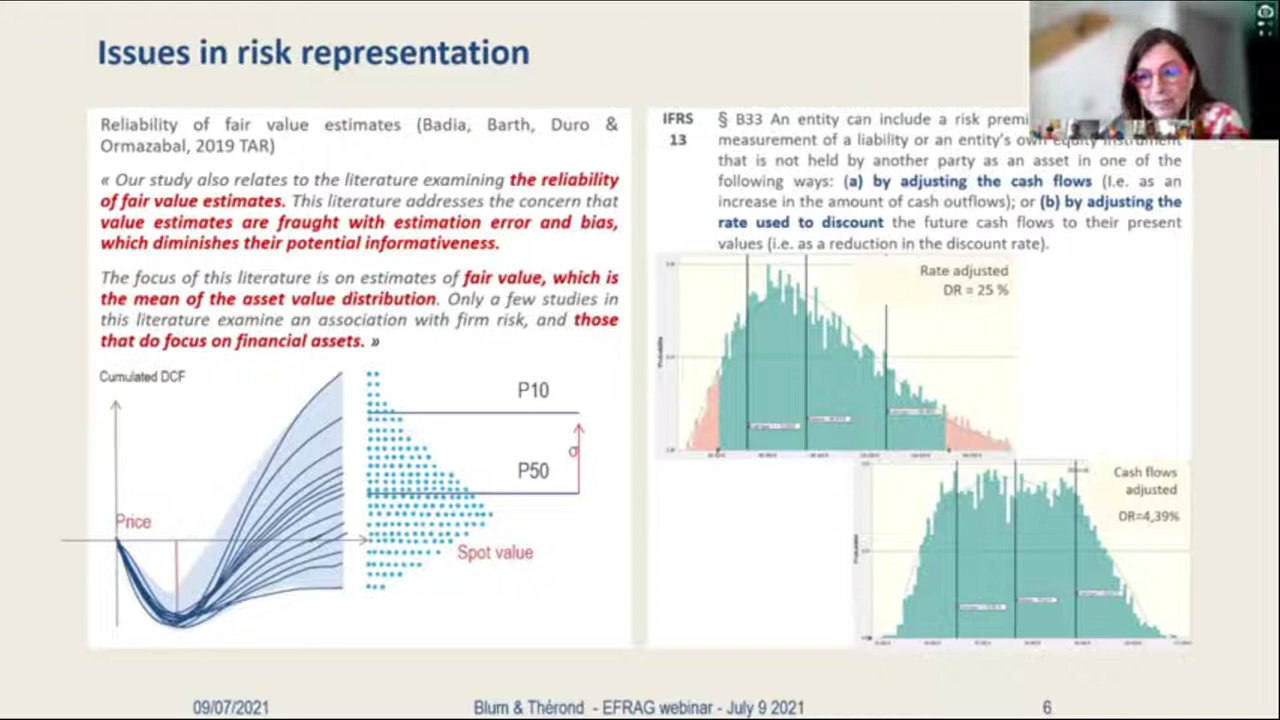 Issues in risk representation
Reliability of fair value estimates (Badia, Barth, Duro &
Ormazabal, 2019 TAR)
« Our study also relates to the literature examining the reliability
of fair value estimates. This literature addresses the concern that
value estimates are fraught with estimation error and bias,
which diminishes their potential informativeness.
The focus of this literature is on estimates of fair value, which is
the mean of the asset value distribution. Only a few studies in
this literature examine an association with firm risk, and those
that do focus on financial assets. »
Cumulated DCF
Price
P10
σ
P50
Spot value
IFRS
13
§ B33 An entity can include a risk
measurement of a liability or an entity's own equity instrument
that is not held by another party as an asset in one of the
following ways: (a) by adjusting the cash flows (I.e. as an
increase in the amount of cash outflows); or (b) by adjusting the
rate used to discount the future cash flows to their present
values (i.e. as a reduction in the discount rate).
Rate adjusted
DR = 25 %
Cash flows
adjusted
DR=4,39%
09/07/2021
Blum & Thérond - EFRAG webinar - July 9 2021
6